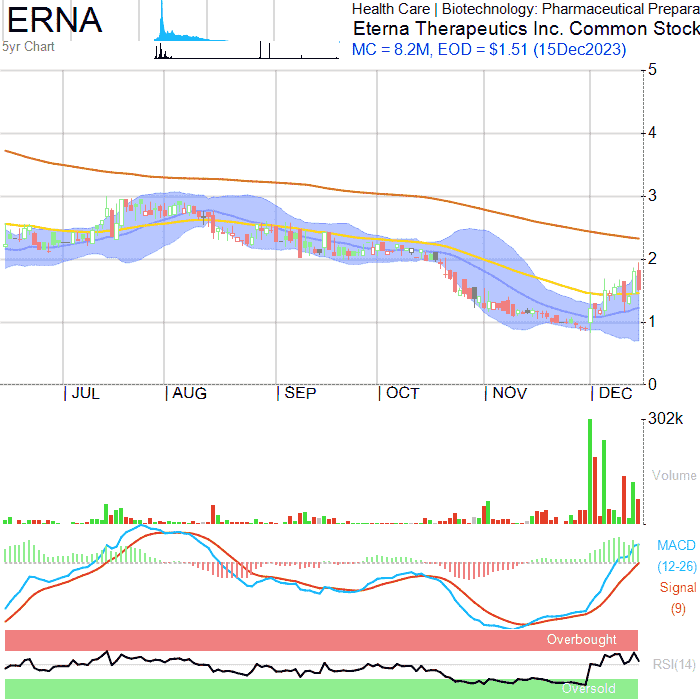 ERNA
5yr Chart
Health Care | Biotechnology: Pharmaceutical Prepara
Eterna Therapeutics Inc. Common Stock
MC = 8.2M, EOD = $1.51 (15Dec2023)
5
4
3
2
1
0
JUL
AUG
SEP
OCT
NOV
DEC
302k
Volume
MACD
(12-26)
Signal
(9)
Overbought
RSI(14)
Oversold